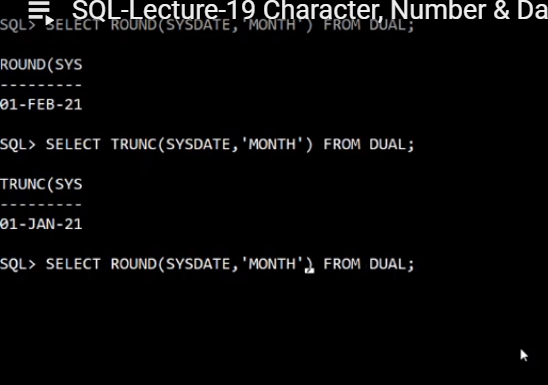 SQL-Lecture-19 Character, Number & Da
SQL> SELECT ROUND(SYSDATE,'MONTH') FROM DUAL;
ROUND(SYS
---------
01-FEB-21
SQL> SELECT TRUNC(SYSDATE,'MONTH') FROM DUAL;
TRUNC(SYS
---------
01-JAN-21
SQL> SELECT ROUND(SYSDATE,'MONTH') FROM DUAL;